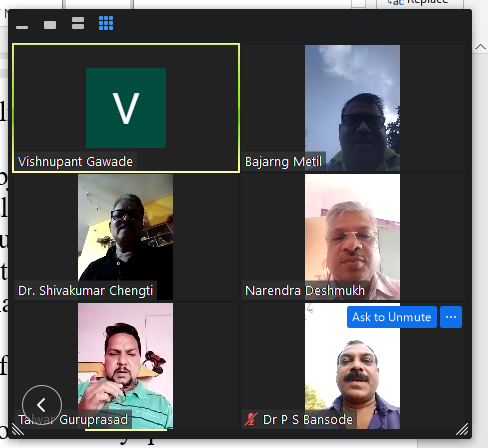 Replace
V
Vishnupant Gawade
Bajarng Metil
Dr. Shivakumar Chengti
Narendra Deshmukh
Ask to Unmute
Talwar Guruprasad
Dr P S Bansode